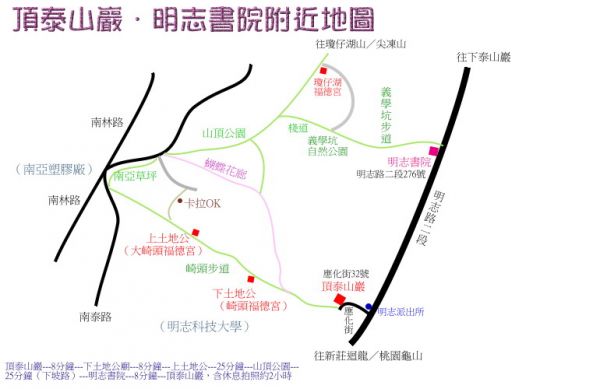 頂泰山巖．明志書院附近地圖
往瓊仔湖山／尖凍山
往下泰山巖
瓊仔湖
福德宮
義學坑步道
南林路
山頂公園
棧道
義學坑
自然公園
明志書院
明志路二段276號
（南亞塑膠廠）
南亞草坪
蝴蝶花廊
南林路
卡拉OK
明志路二段
上土地公
（大崎頭福德宮）
崎頭步道
應化街32號
頂泰山巖
下土地公
（崎頭福德宮）
南泰路
明志派出所
應化街
（明志科技大學）
往新莊迴龍／桃園龜山
頂泰山巖---8分鐘---下土地公廟---8分鐘---上土地公---25分鐘---山頂公園---
25分鐘（下坡路）---明志書院---8分鐘---頂泰山巖，含休息拍照約2小時